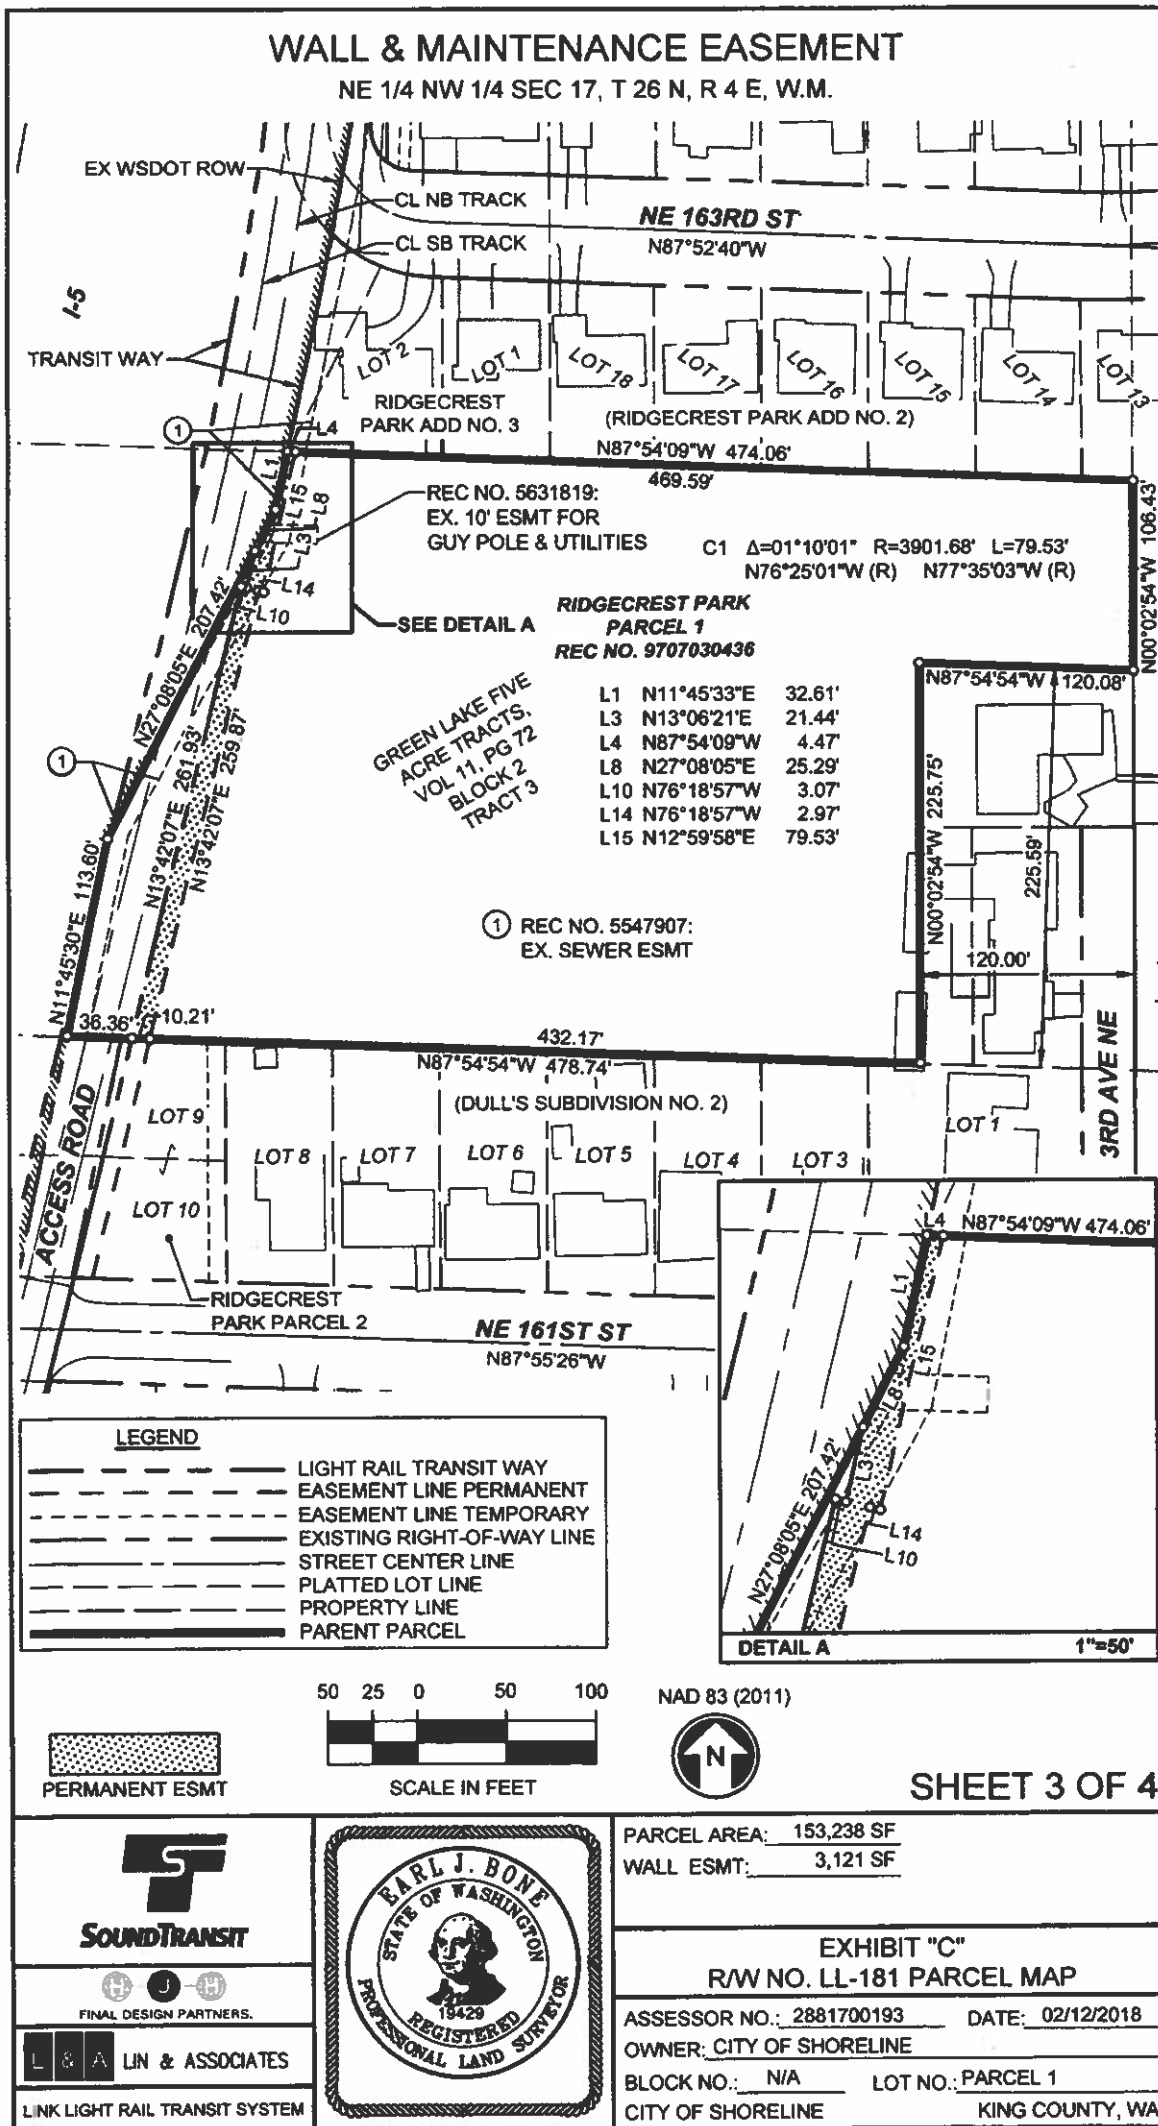 WALL & MAINTENANCE EASEMENT
NE 1/4 NW 1/4 SEC 17, T 26 N, R 4 E, W.M.
EX WSDOT ROW
CL NB TRACK
CL SB TRACK
NE 163RD ST
N87°52'40"W
I-5
TRANSIT WAY
LOT 2
LOT 1
LOT 18
LOT 17
LOT 16
LOT 15
LOT 14
LOT 13
RIDGECREST
PARK ADD NO. 3
(RIDGECREST PARK ADD NO. 2)
1
L4
N87°54'09"W 474.06'
469.59'
L1
L15
L8
L3
L14
L10
REC NO. 5631819:
EX. 10' ESMT FOR
GUY POLE & UTILITIES
C1 Δ=01°10'01" R=3901.68' L=79.53'
N76°25'01"W (R) N77°35'03"W (R)
N00°02'54"W 106.43'
SEE DETAIL A
RIDGECREST PARK
PARCEL 1
REC NO. 9707030436
N27°08'05"E 207.42'
N13°42'07"E 261.93'
N13°42'07"E 259.87'
N87°54'54"W 120.08'
GREEN LAKE FIVE
ACRE TRACTS,
VOL 11, PG 72
BLOCK 2
TRACT 3
L1 N11°45'33"E 32.61'
L3 N13°06'21"E 21.44'
L4 N87°54'09"W 4.47'
L8 N27°08'05"E 25.29'
L10 N76°18'57"W 3.07'
L14 N76°18'57"W 2.97'
L15 N12°59'58"E 79.53'
1
N00°02'54"W 225.75'
225.59'
N11°45'30"E 113.60'
1 REC NO. 5547907:
EX. SEWER ESMT
120.00'
36.36'
10.21'
432.17'
N87°54'54"W 478.74'
(DULL'S SUBDIVISION NO. 2)
3RD AVE NE
ACCESS ROAD
LOT 9
LOT 8
LOT 7
LOT 6
LOT 5
LOT 4
LOT 3
LOT 1
LOT 10
RIDGECREST
PARK PARCEL 2
NE 161ST ST
N87°55'26"W
L4
N87°54'09"W 474.06'
L1
L15
L8
L3
N27°08'05"E 207.42'
L14
L10
DETAIL A 1"=50'
LEGEND
LIGHT RAIL TRANSIT WAY
EASEMENT LINE PERMANENT
EASEMENT LINE TEMPORARY
EXISTING RIGHT-OF-WAY LINE
STREET CENTER LINE
PLATTED LOT LINE
PROPERTY LINE
PARENT PARCEL
50 25 0 50 100
SCALE IN FEET
NAD 83 (2011)
N
PERMANENT ESMT
SHEET 3 OF 4
SOUNDTRANSIT
H J H
FINAL DESIGN PARTNERS.
L & A LIN & ASSOCIATES
LINK LIGHT RAIL TRANSIT SYSTEM
EARL J. BONE
STATE OF WASHINGTON
19429
REGISTERED
PROFESSIONAL LAND SURVEYOR
PARCEL AREA: 153,238 SF
WALL ESMT: 3,121 SF
EXHIBIT "C"
R/W NO. LL-181 PARCEL MAP
ASSESSOR NO.: 2881700193 DATE: 02/12/2018
OWNER: CITY OF SHORELINE
BLOCK NO.: N/A LOT NO.: PARCEL 1
CITY OF SHORELINE KING COUNTY, WA